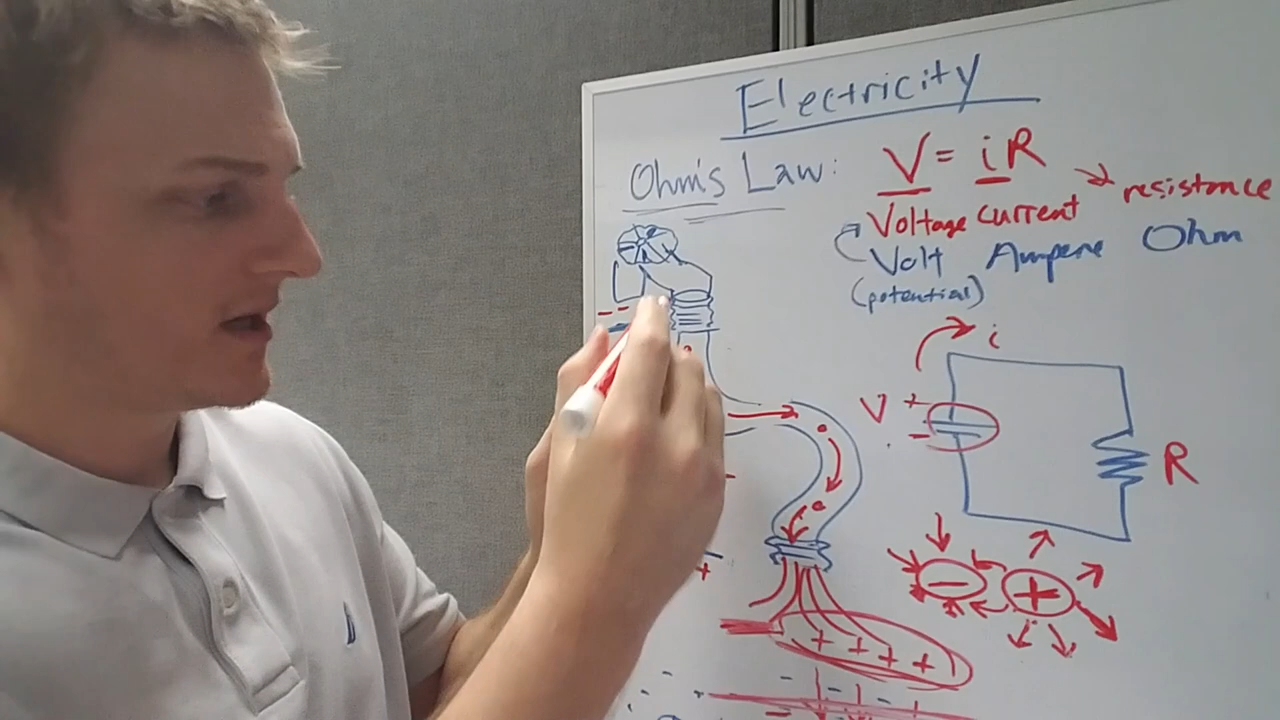 Electricity
Ohm's Law: V = iR
Voltage current → resistance
Volt Ampere Ohm
(potential)
i
V + -
R
- +
+ + + +
+